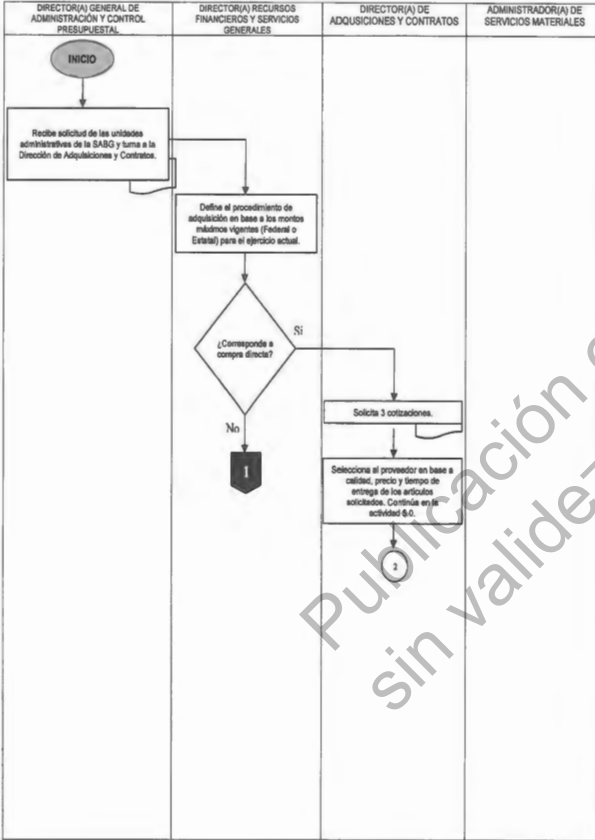 DIRECTOR(A) GENERAL DE
ADMINISTRACIÓN Y CONTROL
PRESUPUESTAL
DIRECTOR(A) RECURSOS
FINANCIEROS Y SERVICIOS
GENERALES
DIRECTOR(A) DE
ADQUSICIONES Y CONTRATOS
ADMINISTRADOR(A) DE
SERVICIOS MATERIALES
INICIO
Recibe solicitud de las unidades
administrativas de la SABG y turna a la
Dirección de Adquisiciones y Contratos.
Define el procedimiento de
adquisición en base a los montos
máximos vigentes (Federal o
Estatal) para el ejercicio actual.
¿Corresponde a
compra directa?
Si
No
1
Solicita 3 cotizaciones.
Selecciona al proveedor en base a
calidad, precio y tiempo de
entrega de los artículos
solicitados. Continúa en la
actividad
2
Publicación
sin validez